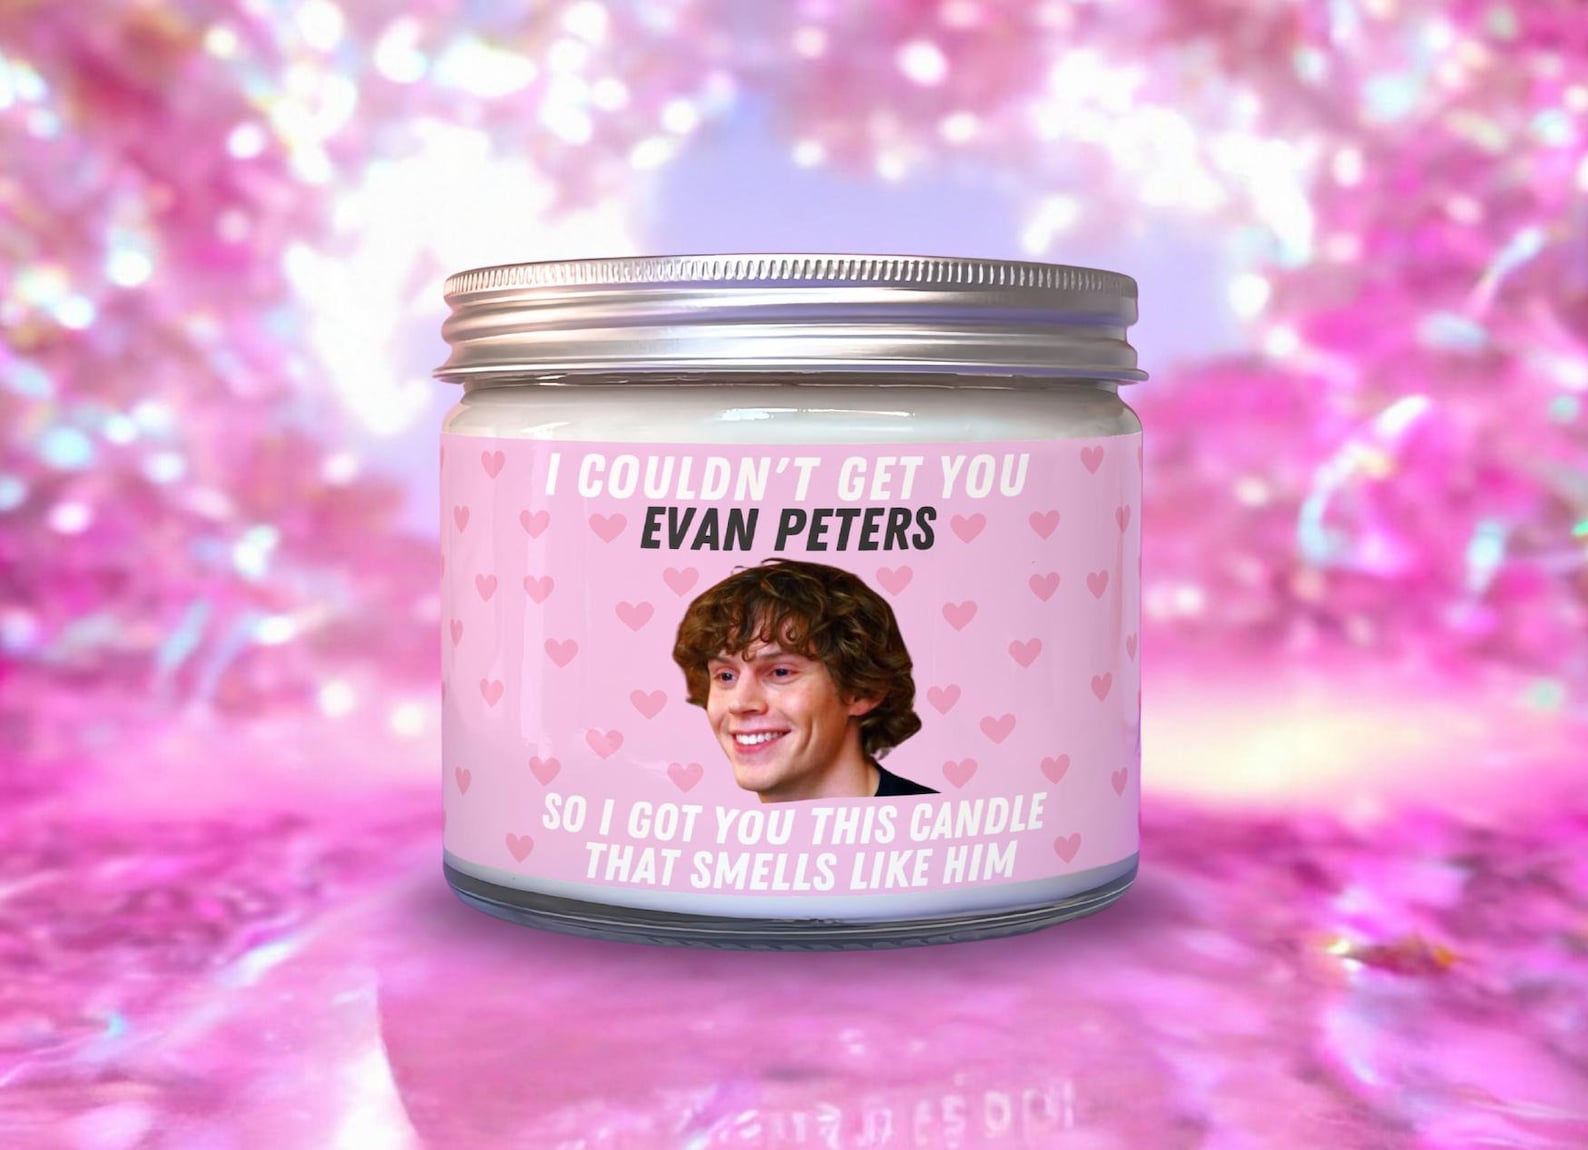 I COULDN'T GET YOU
EVAN PETERS
SO I GOT YOU THIS CANDLE
THAT SMELLS LIKE HIM